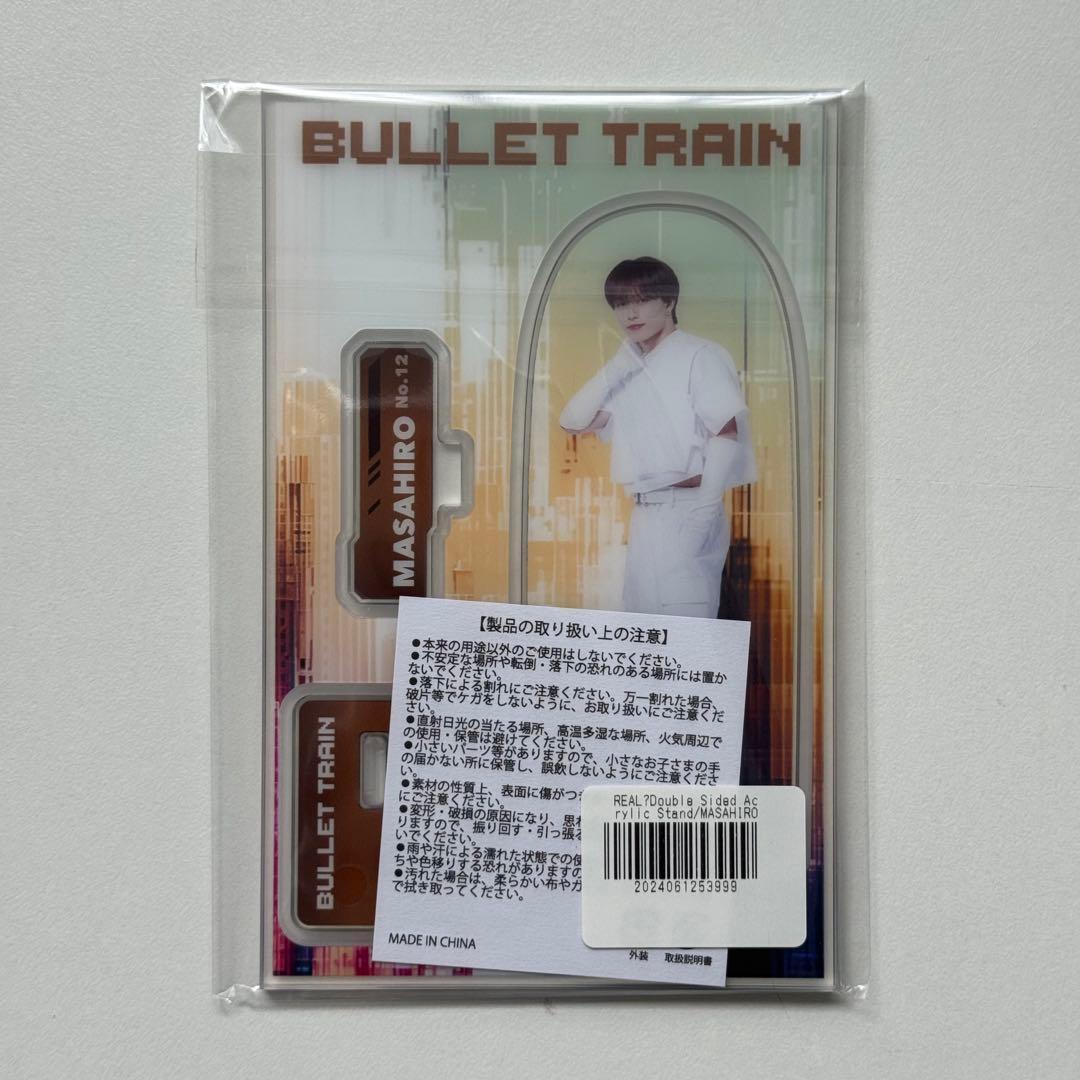 BULLET TRAIN
MASAHIRO No.12
BULLET TRAIN
【製品の取り扱い上の注意】
●本来の用途以外のご使用はしないでください。
●不安定な場所や転倒・落下の恐れのある場所には置か
ないでください。
●落下による割れにご注意ください。万一割れた場合、
破片等でケガをしないように、お取り扱いにご注意くだ
さい。
●直射日光の当たる場所、高温多湿な場所、火気周辺で
の使用・保管は避けてください。
●小さいパーツ等がありますので、小さなお子さまの手
の届かない所に保管し、誤飲しないようにご注意くださ
い。
●素材の性質上、表面に傷がつき
にご注意ください。
●変形・破損の原因になり、思わ
りますので、振り回す・引っ張る
いでください。
●雨や汗による濡れた状態での使
ちや色移りする恐れがありますの
●汚れた場合は、柔らかい布やガ
で拭き取ってください。
MADE IN CHINA
外装 取扱説明書
REAL?Double Sided Ac
rylic Stand/MASAHIRO
2024061253999